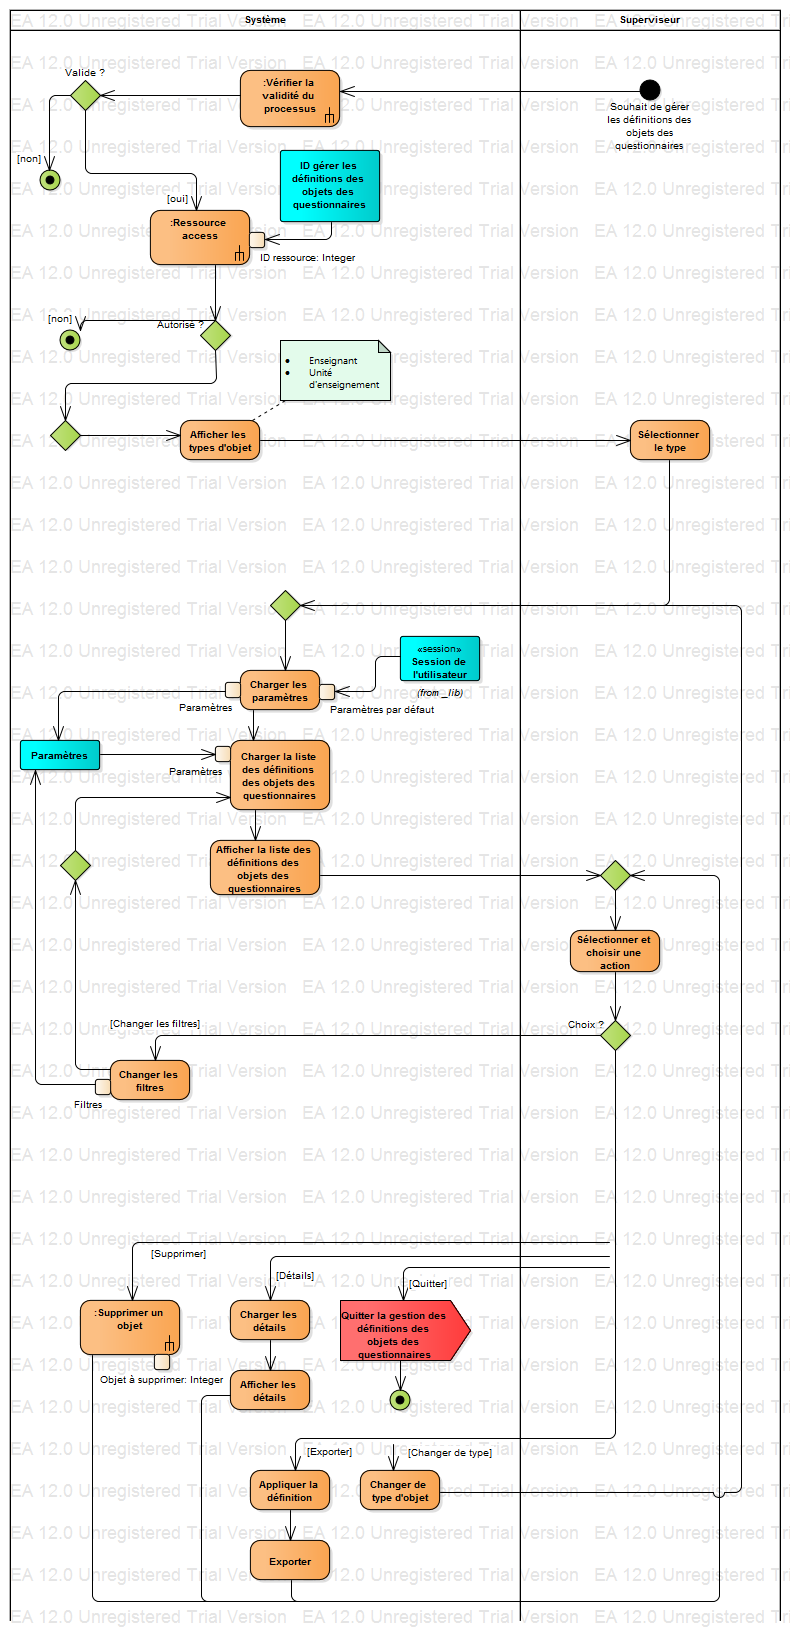 Système
Superviseur
Valide ?
:Vérifier la
validité du
processus
Souhait de gérer
les définitions des
objets des
questionnaires
[non]
ID gérer les
définitions des
objets des
questionnaires
[oui]
:Ressource
access
ID ressource: Integer
[non]
Autorisé ?
Enseignant
Unité
d'enseignement
Afficher les
types d'objet
Sélectionner
le type
«session»
Session de
l'utilisateur
(from _lib)
Charger les
paramètres
Paramètres
Paramètres par défaut
Paramètres
Paramètres
Charger la liste
des définitions
des objets des
questionnaires
Afficher la liste des
définitions des
objets des
questionnaires
Sélectionner et
choisir une
action
[Changer les filtres]
Choix ?
Changer les
filtres
Filtres
[Supprimer]
[Détails]
[Quitter]
:Supprimer un
objet
Charger les
détails
Quitter la gestion des
définitions des
objets des
questionnaires
Objet à supprimer: Integer
Afficher les
détails
[Exporter]
[Changer de type]
Appliquer la
définition
Changer de
type d'objet
Exporter
EA 12.0 Unregistered Trial Version